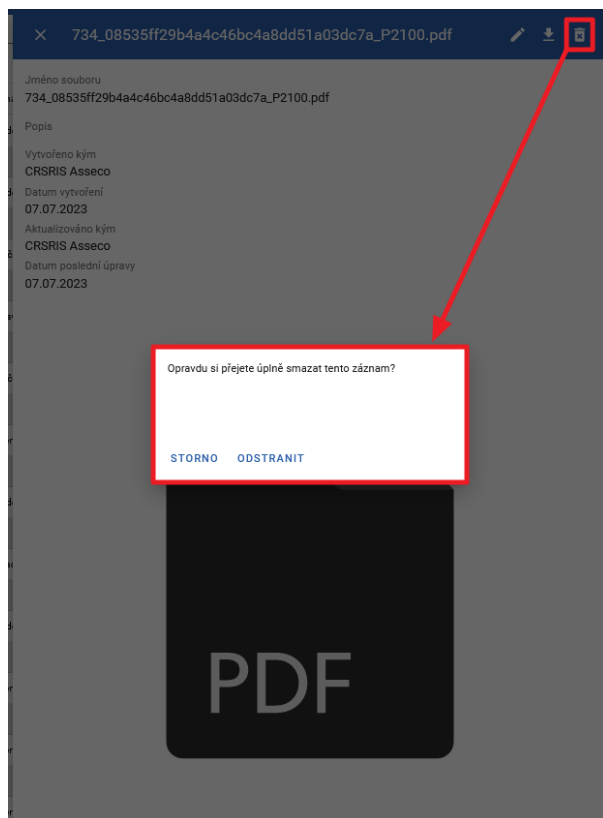 734_08535ff29b4a4c46bc4a8dd51a03dc7a_P2100.pdf
Jméno souboru
734_08535ff29b4a4c46bc4a8dd51a03dc7a_P2100.pdf
Popis
Vytvořeno kým
CRSRIS Asseco
Datum vytvoření
07.07.2023
Aktualizováno kým
CRSRIS Asseco
Datum poslední úpravy
07.07.2023
Opravdu si přejete úplně smazat tento záznam?
STORNO ODSTRANIT
PDF